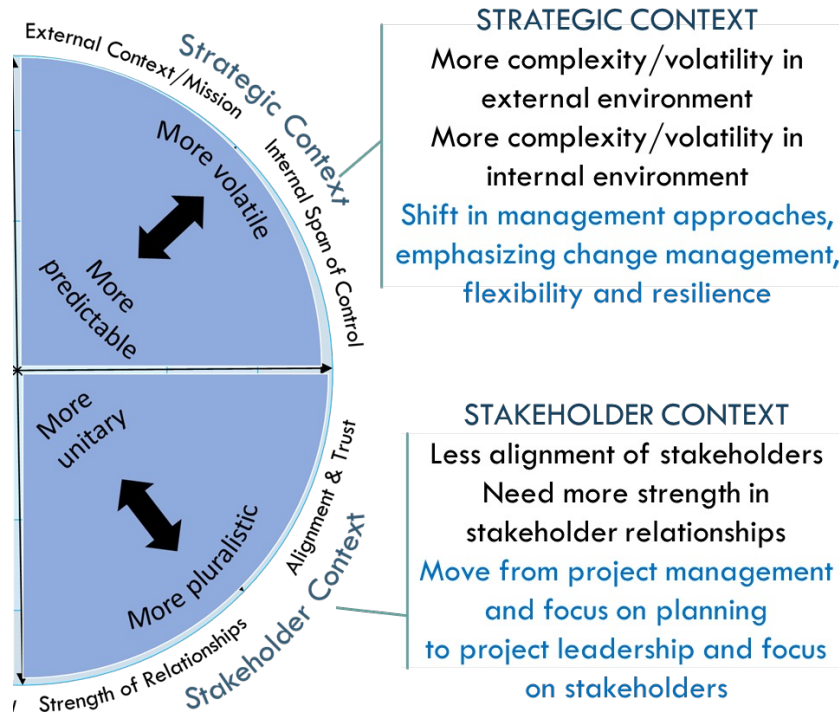 External Context/Mission
Strategic Context
Internal Span of Control
More volatile
More
predictable
More
unitary
More pluralistic
Alignment & Trust
Stakeholder Context
Strength of Relationships
STRATEGIC CONTEXT
More complexity/volatility in
external environment
More complexity/volatility in
internal environment
Shift in management approaches,
emphasizing change management,
flexibility and resilience
STAKEHOLDER CONTEXT
Less alignment of stakeholders
Need more strength in
stakeholder relationships
Move from project management
and focus on planning
to project leadership and focus
on stakeholders